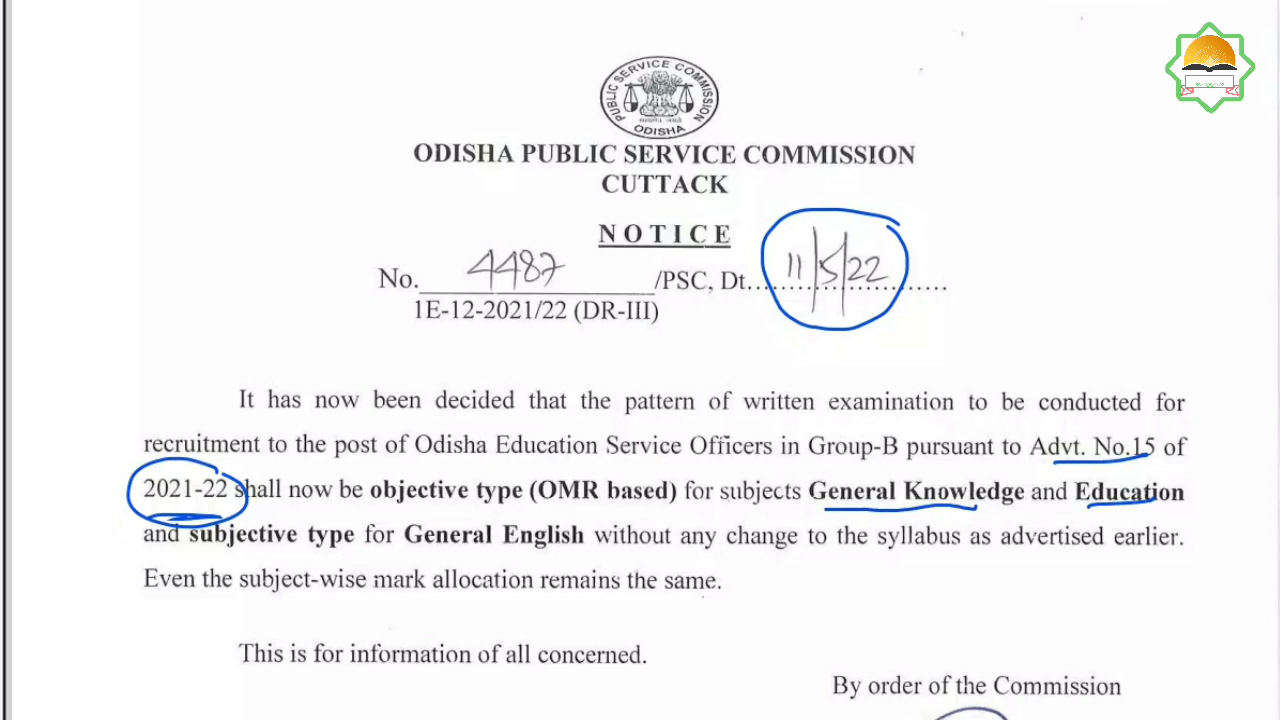 PUBLIC SERVICE COMMISSION
ODISHA
ODISHA PUBLIC SERVICE COMMISSION
CUTTACK
NOTICE
No. 4487 /PSC, Dt. 11/5/22
1E-12-2021/22 (DR-III)
It has now been decided that the pattern of written examination to be conducted for
recruitment to the post of Odisha Education Service Officers in Group-B pursuant to Advt. No.15 of
2021-22 shall now be objective type (OMR based) for subjects General Knowledge and Education
and subjective type for General English without any change to the syllabus as advertised earlier.
Even the subject-wise mark allocation remains the same.
This is for information of all concerned.
By order of the Commission